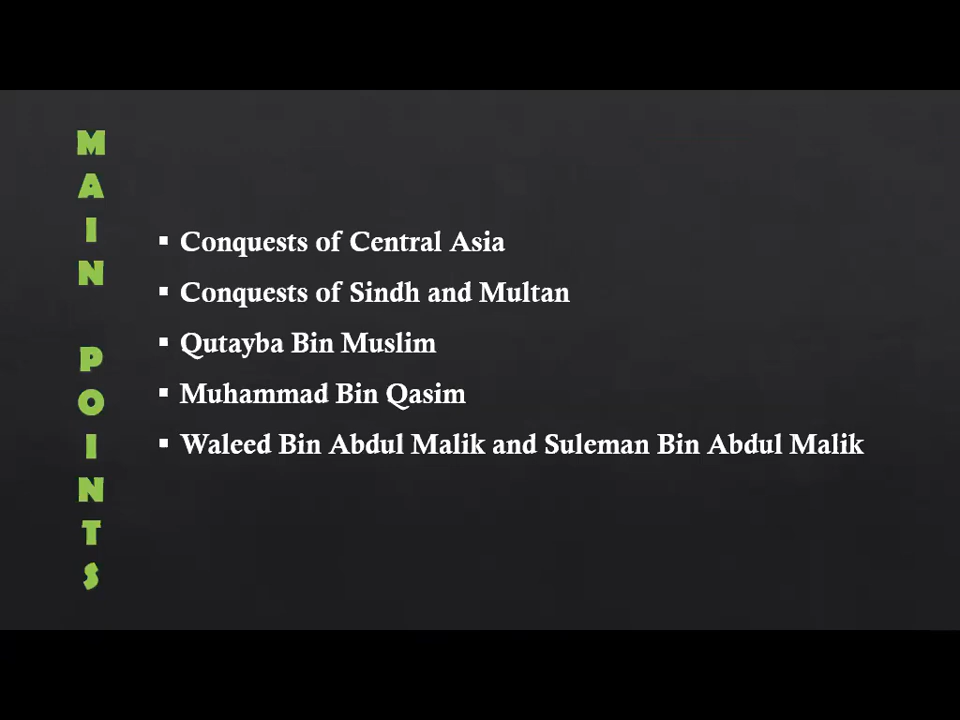 MAIN POINTS
▪ Conquests of Central Asia
▪ Conquests of Sindh and Multan
▪ Qutayba Bin Muslim
▪ Muhammad Bin Qasim
▪ Waleed Bin Abdul Malik and Suleman Bin Abdul Malik